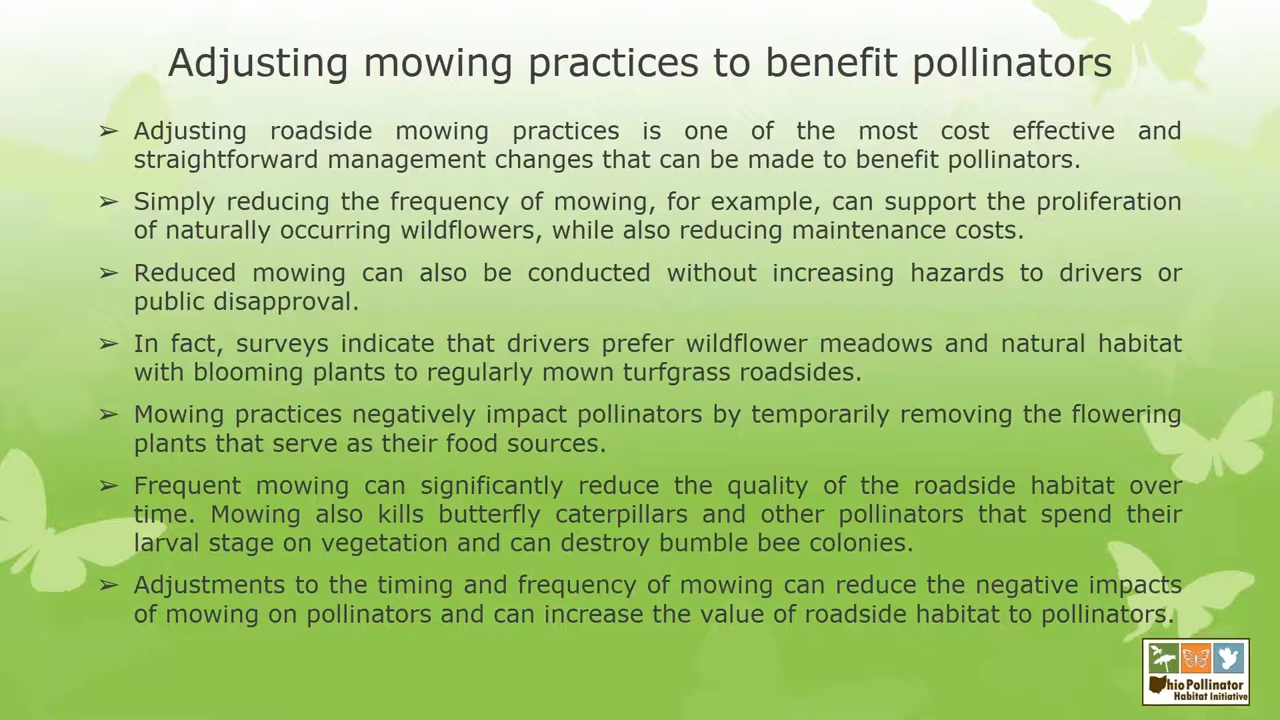 Adjusting mowing practices to benefit pollinators
➢ Adjusting roadside mowing practices is one of the most cost effective and
straightforward management changes that can be made to benefit pollinators.
➢ Simply reducing the frequency of mowing, for example, can support the proliferation
of naturally occurring wildflowers, while also reducing maintenance costs.
➢ Reduced mowing can also be conducted without increasing hazards to drivers or
public disapproval.
➢ In fact, surveys indicate that drivers prefer wildflower meadows and natural habitat
with blooming plants to regularly mown turfgrass roadsides.
➢ Mowing practices negatively impact pollinators by temporarily removing the flowering
plants that serve as their food sources.
➢ Frequent mowing can significantly reduce the quality of the roadside habitat over
time. Mowing also kills butterfly caterpillars and other pollinators that spend their
larval stage on vegetation and can destroy bumble bee colonies.
➢ Adjustments to the timing and frequency of mowing can reduce the negative impacts
of mowing on pollinators and can increase the value of roadside habitat to pollinators.
Ohio Pollinator
Habitat Initiative